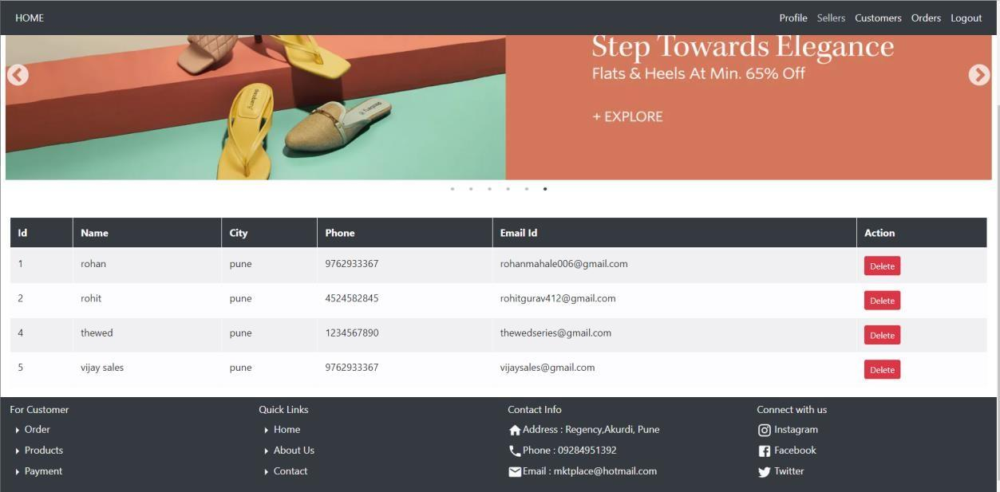 HOME Profile Sellers Customers Orders Logout
Step Towards Elegance
Flats & Heels At Min. 65% Off
+ EXPLORE
Id Name City Phone Email Id Action
1 rohan pune 9762933367 rohanmahale006@gmail.com Delete
2 rohit pune 4524582845 rohitgurav412@gmail.com Delete
4 thewed pune 1234567890 thewedseries@gmail.com Delete
5 vijay sales pune 9762933367 vijaysales@gmail.com Delete
For Customer Quick Links Contact Info Connect with us
Order Home Address : Regency,Akurdi, Pune Instagram
Products About Us Phone : 09284951392 Facebook
Payment Contact Email : mktplace@hotmail.com Twitter